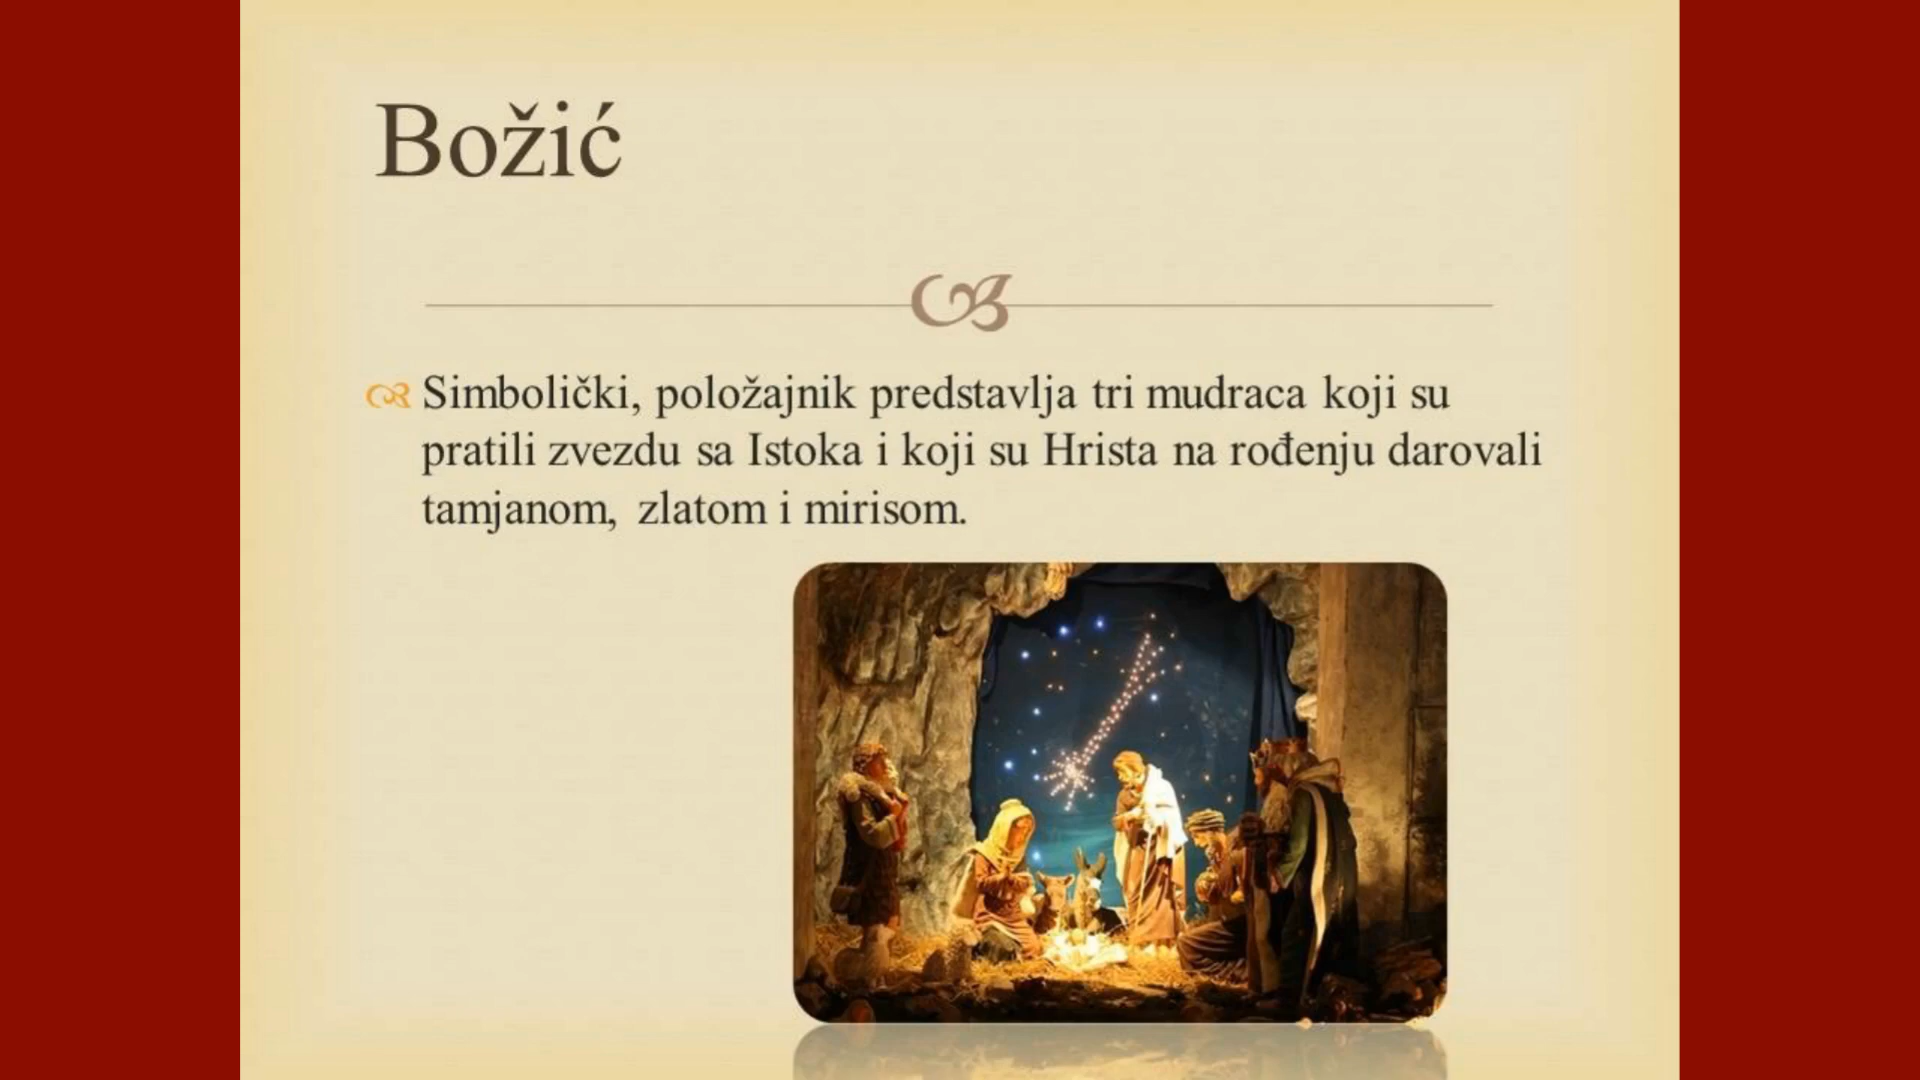 Božić
Simbolički, položajnik predstavlja tri mudraca koji su
pratili zvezdu sa Istoka i koji su Hrista na rođenju darovali
tamjanom, zlatom i mirisom.